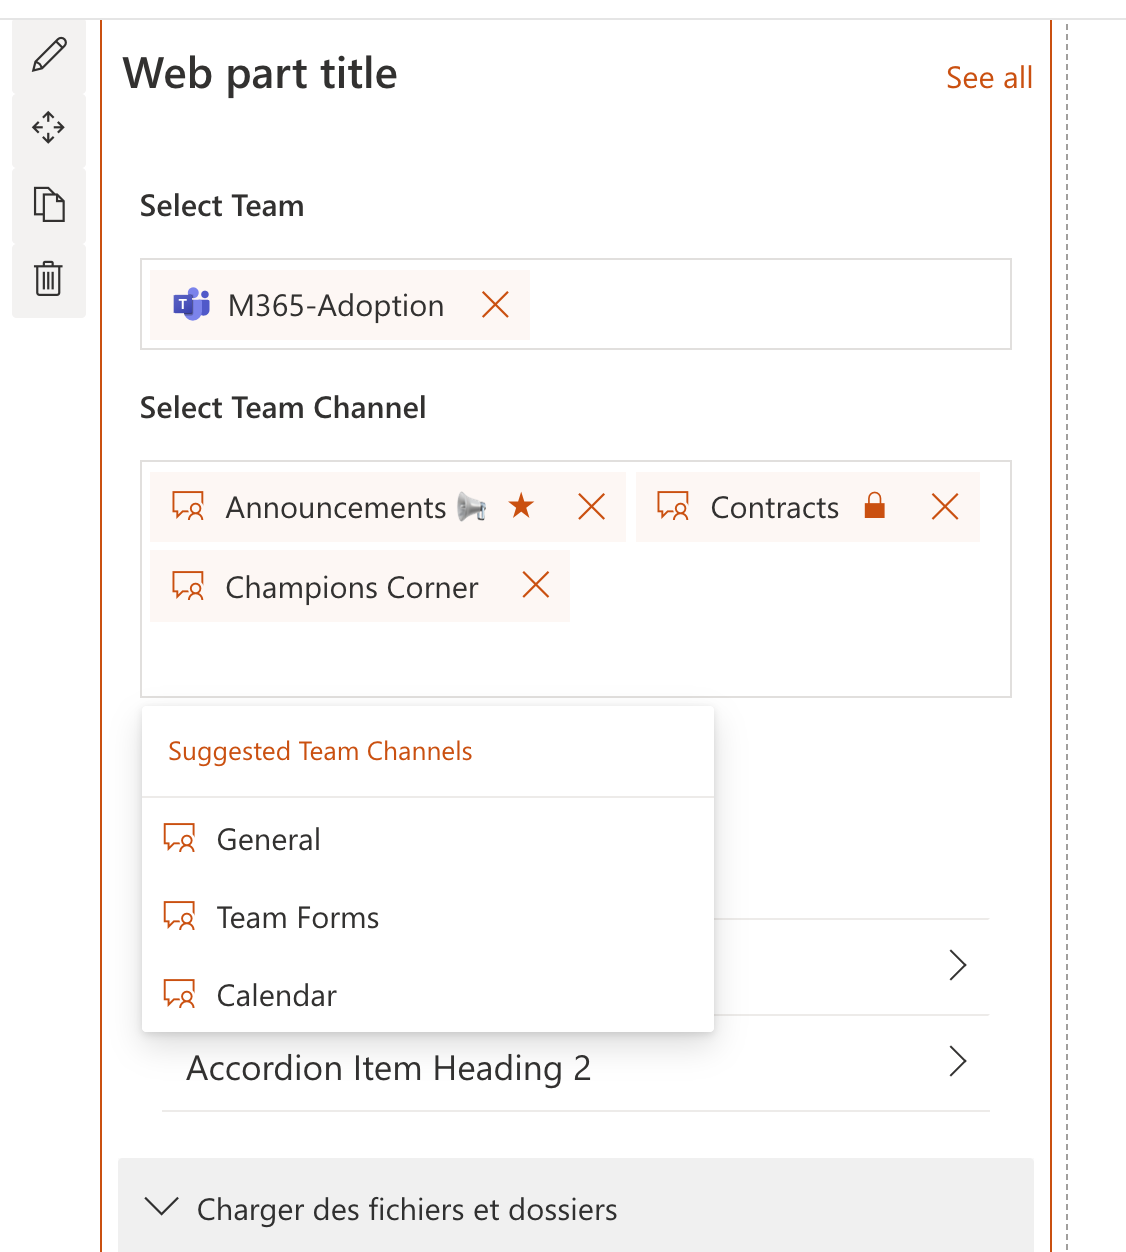 Web part title
See all
Select Team
M365-Adoption
Select Team Channel
Announcements
Contracts
Champions Corner
Suggested Team Channels
General
Team Forms
Calendar
Accordion Item Heading 2
Charger des fichiers et dossiers